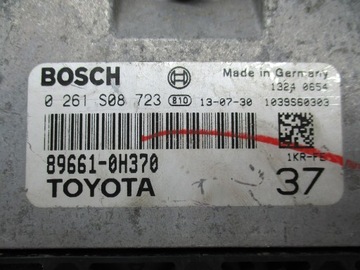 BOSCH
Made in Germany
1324 0654
0 261 S08 723 810 13-07-30 1039S60303
89661-0H370
1KR-FE
TOYOTA
37